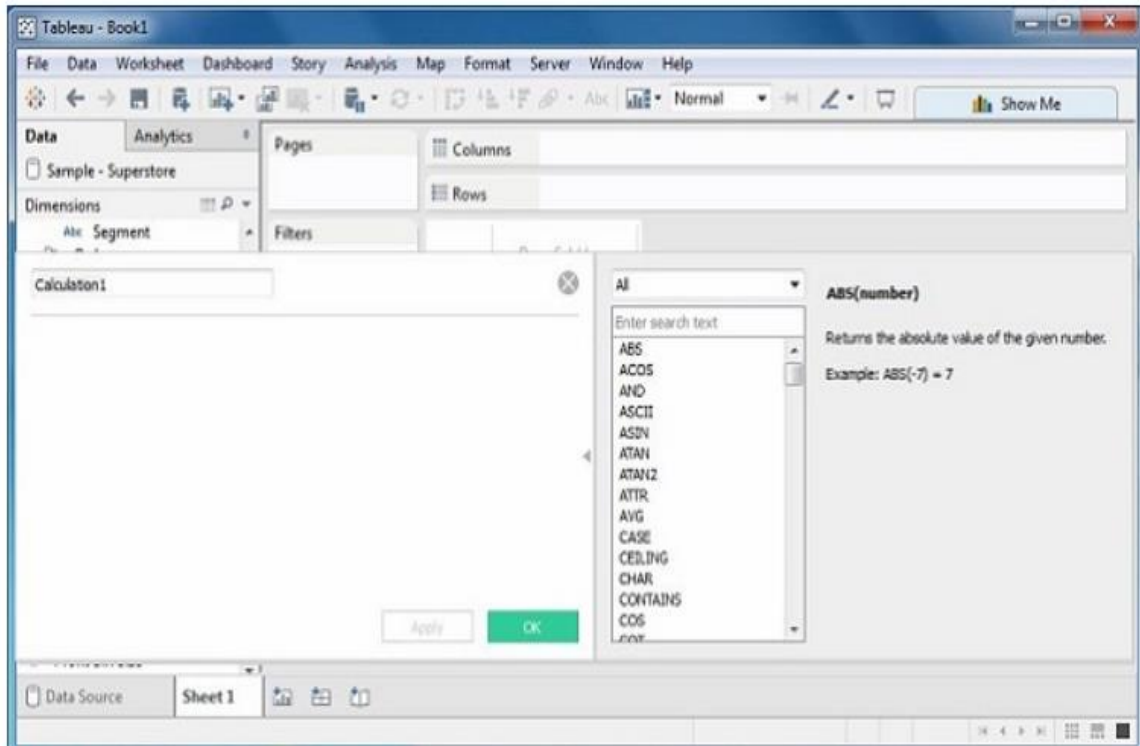 Tableau - Book1
File Data Worksheet Dashboard Story Analysis Map Format Server Window Help
Abc Normal Show Me
Data Analytics
Pages
Columns
Sample - Superstore
Rows
Dimensions
Abc Segment
Filters
Calculation1
All
ABS(number)
Enter search text
Returns the absolute value of the given number.
ABS
Example: ABS(-7) = 7
ACOS
AND
ASCII
ASIN
ATAN
ATAN2
ATTR
AVG
CASE
CEILING
CHAR
CONTAINS
COS
COT
Apply OK
Data Source Sheet 1